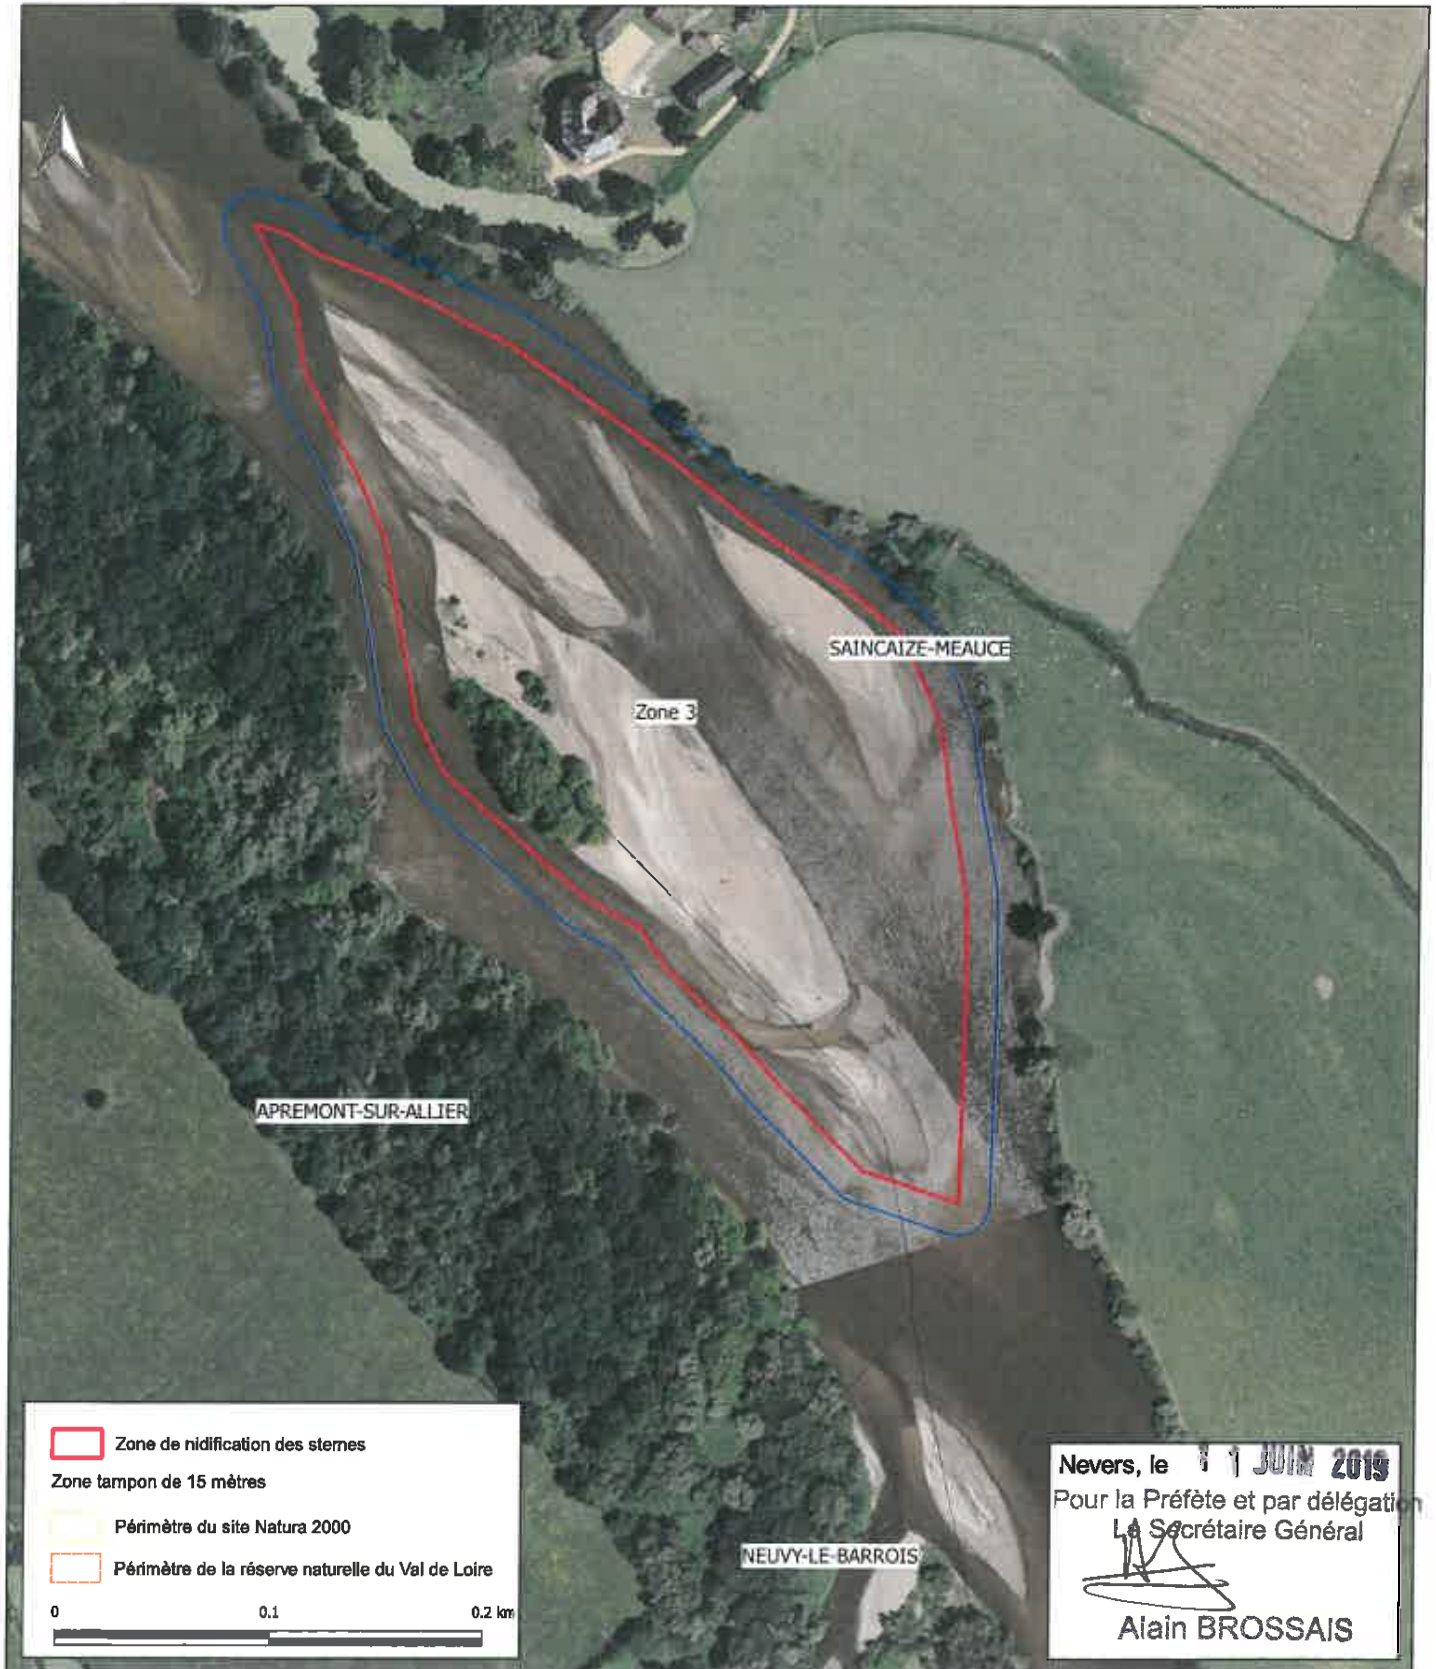 SAINCAIZE-MEAUCE
Zone 3
APREMONT-SUR-ALLIER
NEUVY-LE-BARROIS
Zone de nidification des sternes
Zone tampon de 15 mètres
Périmètre du site Natura 2000
Périmètre de la réserve naturelle du Val de Loire
0 0.1 0.2 km
Nevers, le 11 JUIN 2019
Pour la Préfète et par délégation
Le Secrétaire Général
Alain BROSSAIS